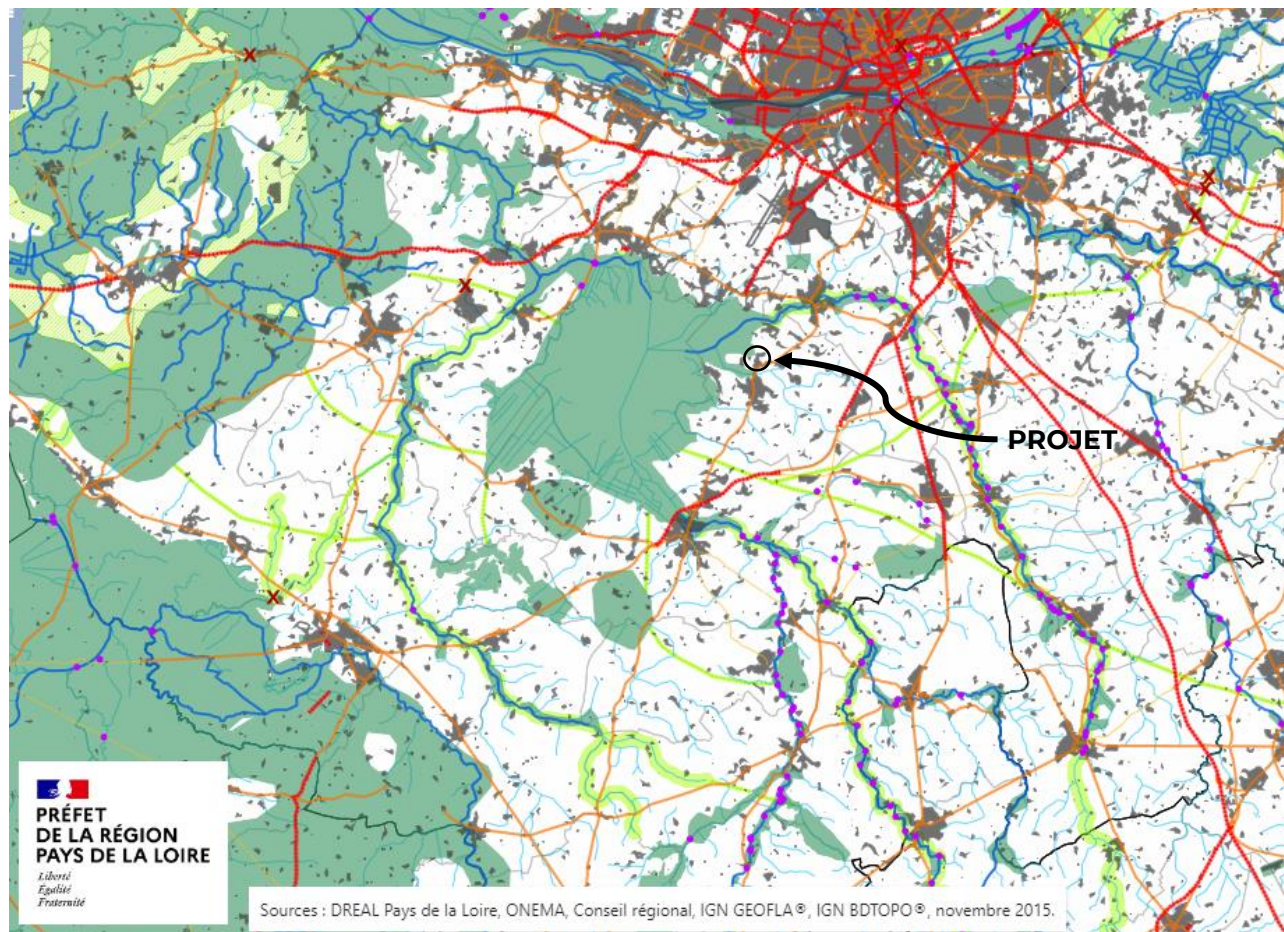 PROJET
PRÉFET
DE LA RÉGION
PAYS DE LA LOIRE
Liberté
Égalité
Fraternité
Sources : DREAL Pays de la Loire, ONEMA, Conseil régional, IGN GEOFLA®, IGN BDTOPO®, novembre 2015.